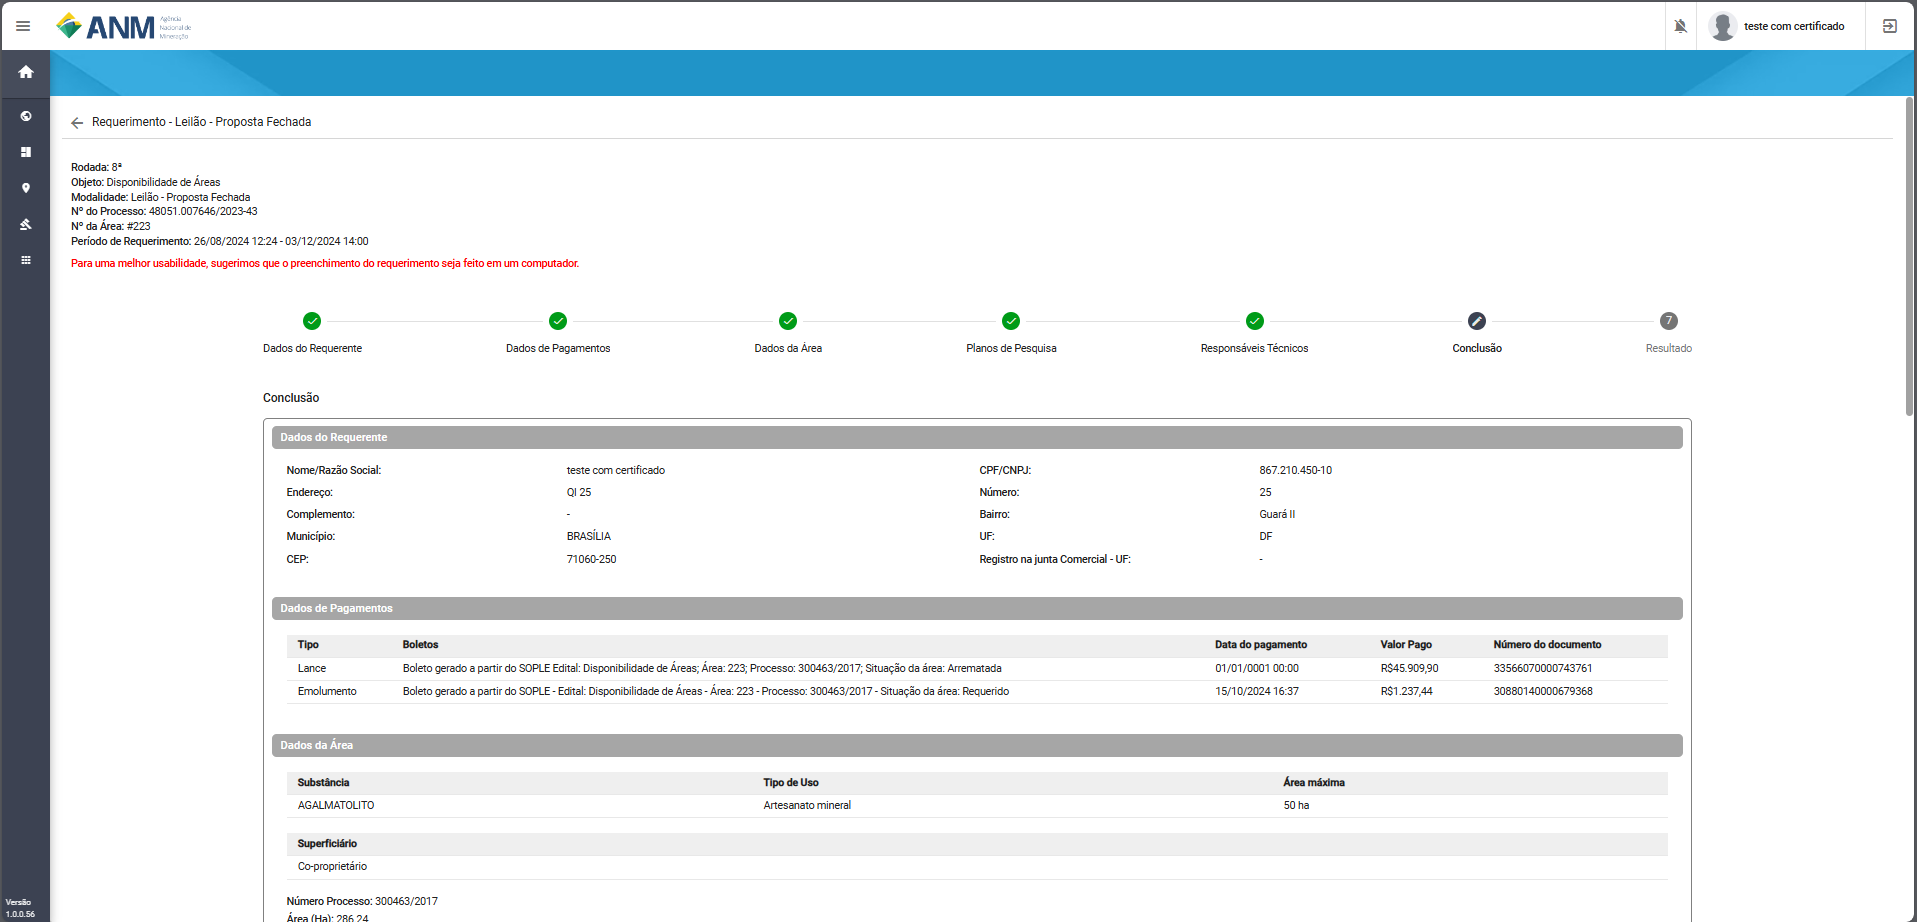 ANM
Agência
Nacional de
Mineração
teste com certificado
Requerimento - Leilão - Proposta Fechada
Rodada: 8ª
Objeto: Disponibilidade de Áreas
Modalidade: Leilão - Proposta Fechada
Nº do Processo: 48051.007646/2023-43
Nº da Área: #223
Período de Requerimento: 26/08/2024 12:24 - 03/12/2024 14:00
Para uma melhor usabilidade, sugerimos que o preenchimento do requerimento seja feito em um computador.
7
Dados do Requerente Dados de Pagamentos Dados da Área Planos de Pesquisa Responsáveis Técnicos Conclusão Resultado
Conclusão
Dados do Requerente
Nome/Razão Social: teste com certificado CPF/CNPJ: 867.210.450-10
Endereço: QI 25 Número: 25
Complemento: - Bairro: Guará II
Município: BRASÍLIA UF: DF
CEP: 71060-250 Registro na junta Comercial - UF: -
Dados de Pagamentos
Tipo Boletos Data do pagamento Valor Pago Número do documento
Lance Boleto gerado a partir do SOPLE Edital: Disponibilidade de Áreas; Área: 223; Processo: 300463/2017; Situação da área: Arrematada 01/01/0001 00:00 R$45.909,90 33566070000743761
Emolumento Boleto gerado a partir do SOPLE - Edital: Disponibilidade de Áreas - Área: 223 - Processo: 300463/2017 - Situação da área: Requerido 15/10/2024 16:37 R$1.237,44 30880140000679368
Dados da Área
Substância Tipo de Uso Área máxima
AGALMATOLITO Artesanato mineral 50 ha
Superficiário
Co-proprietário
Número Processo: 300463/2017
Área (Ha): 286,24
Versão
1.0.0.56